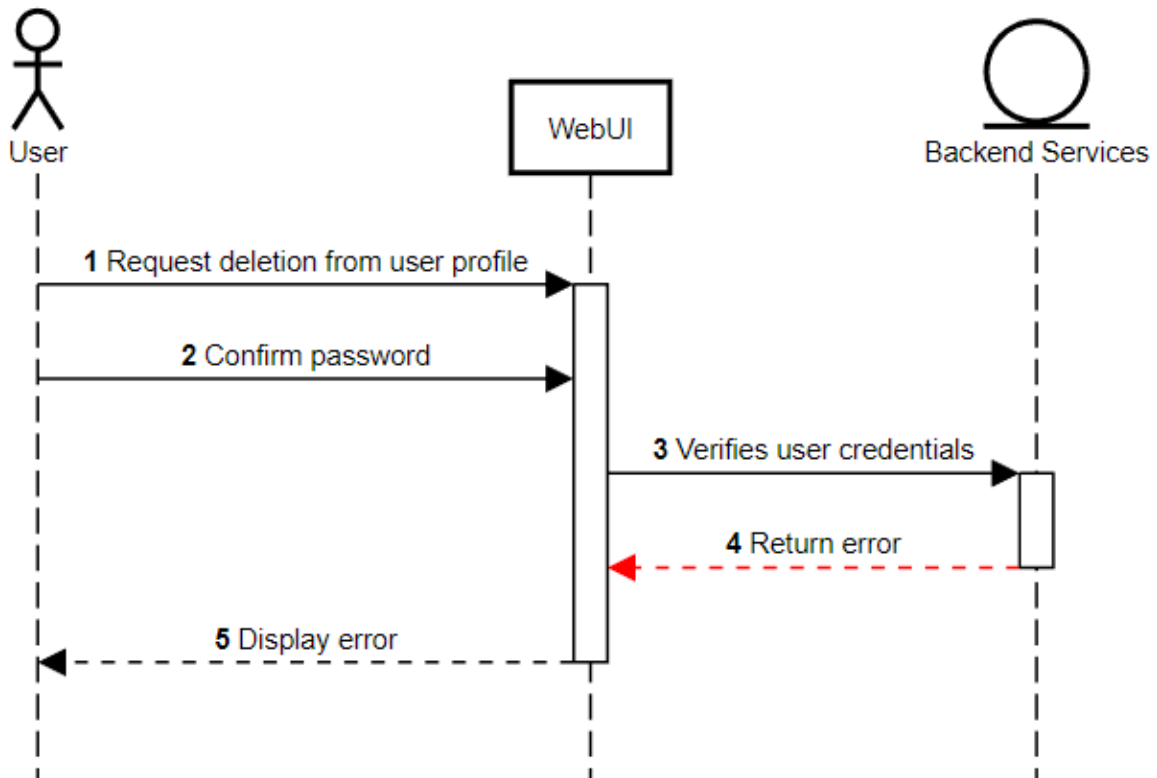 User
WebUI
Backend Services
1 Request deletion from user profile
2 Confirm password
3 Verifies user credentials
4 Return error
5 Display error